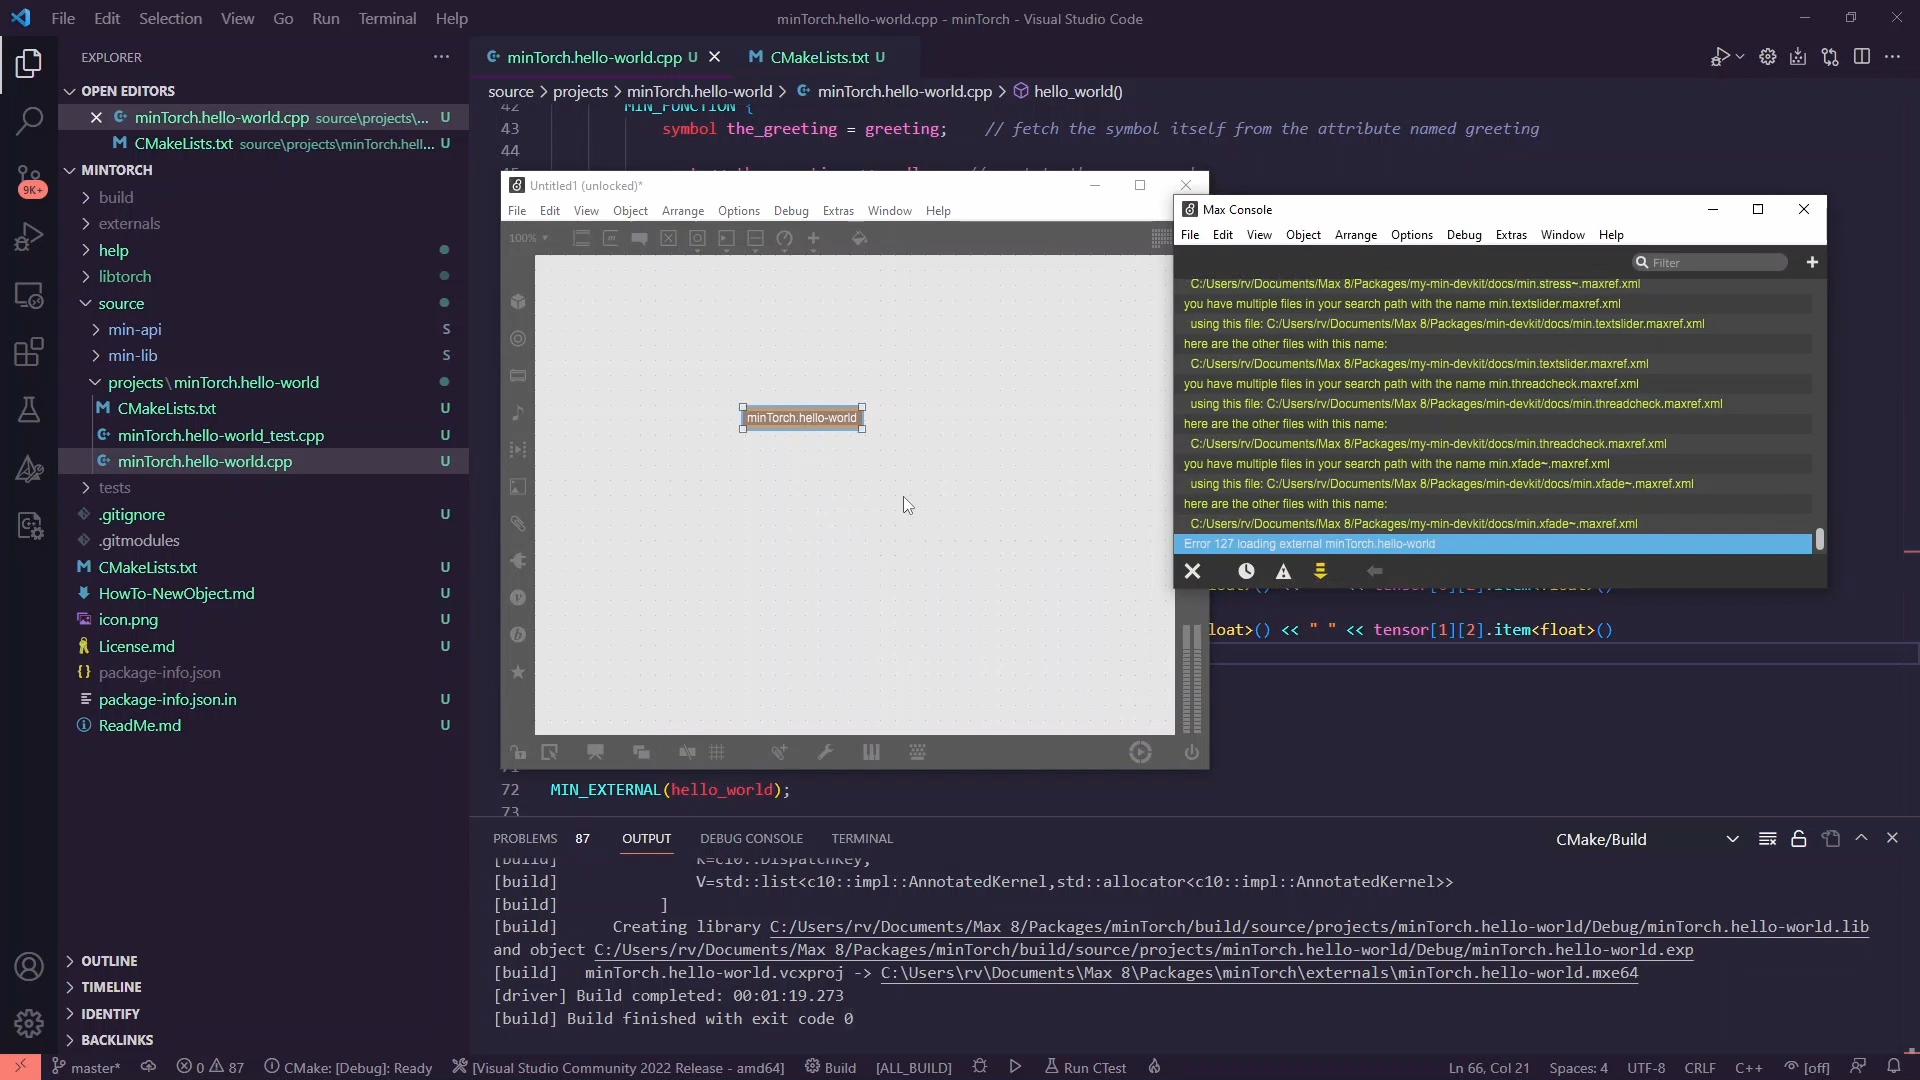 File Edit Selection View Go Run Terminal Help
minTorch.hello-world.cpp - minTorch - Visual Studio Code
EXPLORER
OPEN EDITORS
minTorch.hello-world.cpp source\projects\... U
CMakeLists.txt source\projects\minTorch.hell... U
MINTORCH
build
externals
help
libtorch
source
min-api S
min-lib S
projects\minTorch.hello-world
CMakeLists.txt U
minTorch.hello-world_test.cpp U
minTorch.hello-world.cpp U
tests
.gitignore U
.gitmodules
CMakeLists.txt U
HowTo-NewObject.md U
icon.png U
License.md U
package-info.json
package-info.json.in U
ReadMe.md U
OUTLINE
TIMELINE
IDENTIFY
BACKLINKS
9K+
minTorch.hello-world.cpp U
CMakeLists.txt U
source > projects > minTorch.hello-world > minTorch.hello-world.cpp > hello_world()
42 MIN_FUNCTION {
43 symbol the_greeting = greeting; // fetch the symbol itself from the attribute named greeting
44
Untitled1 (unlocked)*
File Edit View Object Arrange Options Debug Extras Window Help
100%
minTorch.hello-world
Max Console
File Edit View Object Arrange Options Debug Extras Window Help
Filter
C:/Users/rv/Documents/Max 8/Packages/my-min-devkit/docs/min.stress~.maxref.xml
you have multiple files in your search path with the name min.textslider.maxref.xml
using this file: C:/Users/rv/Documents/Max 8/Packages/min-devkit/docs/min.textslider.maxref.xml
here are the other files with this name:
C:/Users/rv/Documents/Max 8/Packages/my-min-devkit/docs/min.textslider.maxref.xml
you have multiple files in your search path with the name min.threadcheck.maxref.xml
using this file: C:/Users/rv/Documents/Max 8/Packages/min-devkit/docs/min.threadcheck.maxref.xml
here are the other files with this name:
C:/Users/rv/Documents/Max 8/Packages/my-min-devkit/docs/min.threadcheck.maxref.xml
you have multiple files in your search path with the name min.xfade~.maxref.xml
using this file: C:/Users/rv/Documents/Max 8/Packages/min-devkit/docs/min.xfade~.maxref.xml
here are the other files with this name:
C:/Users/rv/Documents/Max 8/Packages/my-min-devkit/docs/min.xfade~.maxref.xml
Error 127 loading external minTorch.hello-world
loat>() << " " << tensor[1][2].item<float>()
72 MIN_EXTERNAL(hello_world);
73
PROBLEMS 87 OUTPUT DEBUG CONSOLE TERMINAL
CMake/Build
[build] K=c10::DispatchKey,
[build] V=std::list<c10::impl::AnnotatedKernel,std::allocator<c10::impl::AnnotatedKernel>>
[build] ]
[build] Creating library C:/Users/rv/Documents/Max 8/Packages/minTorch/build/source/projects/minTorch.hello-world/Debug/minTorch.hello-world.lib
and object C:/Users/rv/Documents/Max 8/Packages/minTorch/build/source/projects/minTorch.hello-world/Debug/minTorch.hello-world.exp
[build] minTorch.hello-world.vcxproj -> C:\Users\rv\Documents\Max 8\Packages\minTorch\externals\minTorch.hello-world.mxe64
[driver] Build completed: 00:01:19.273
[build] Build finished with exit code 0
master* 0 87 CMake: [Debug]: Ready [Visual Studio Community 2022 Release - amd64] Build [ALL_BUILD] Run CTest Ln 66, Col 21 Spaces: 4 UTF-8 CRLF C++ [off]